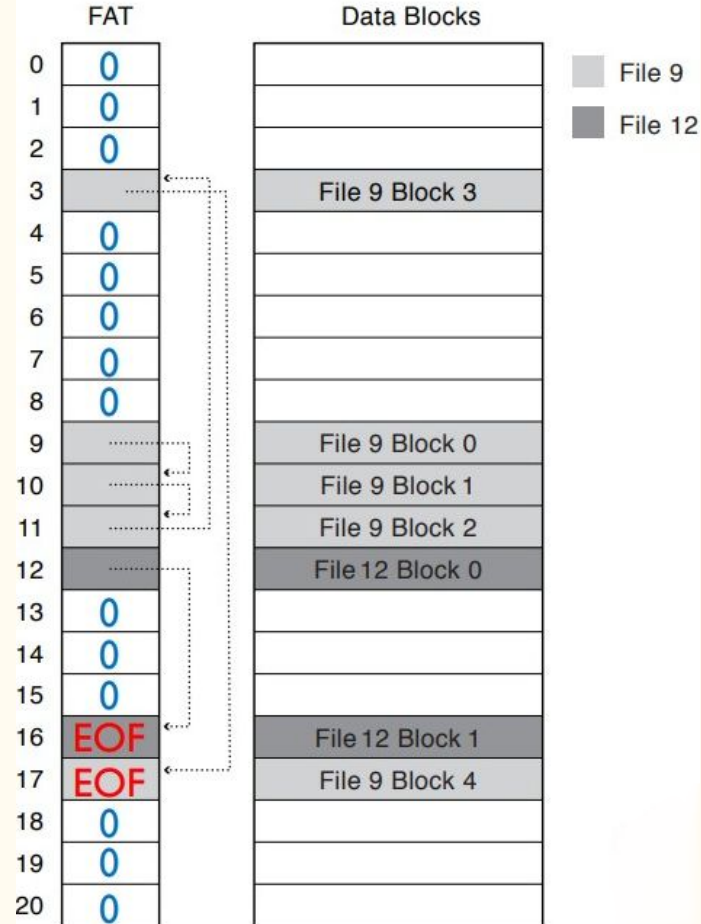 FAT Data Blocks
0 0
1 0
2 0
3 File 9 Block 3
4 0
5 0
6 0
7 0
8 0
9 File 9 Block 0
10 File 9 Block 1
11 File 9 Block 2
12 File 12 Block 0
13 0
14 0
15 0
16 EOF File 12 Block 1
17 EOF File 9 Block 4
18 0
19 0
20 0
File 9
File 12